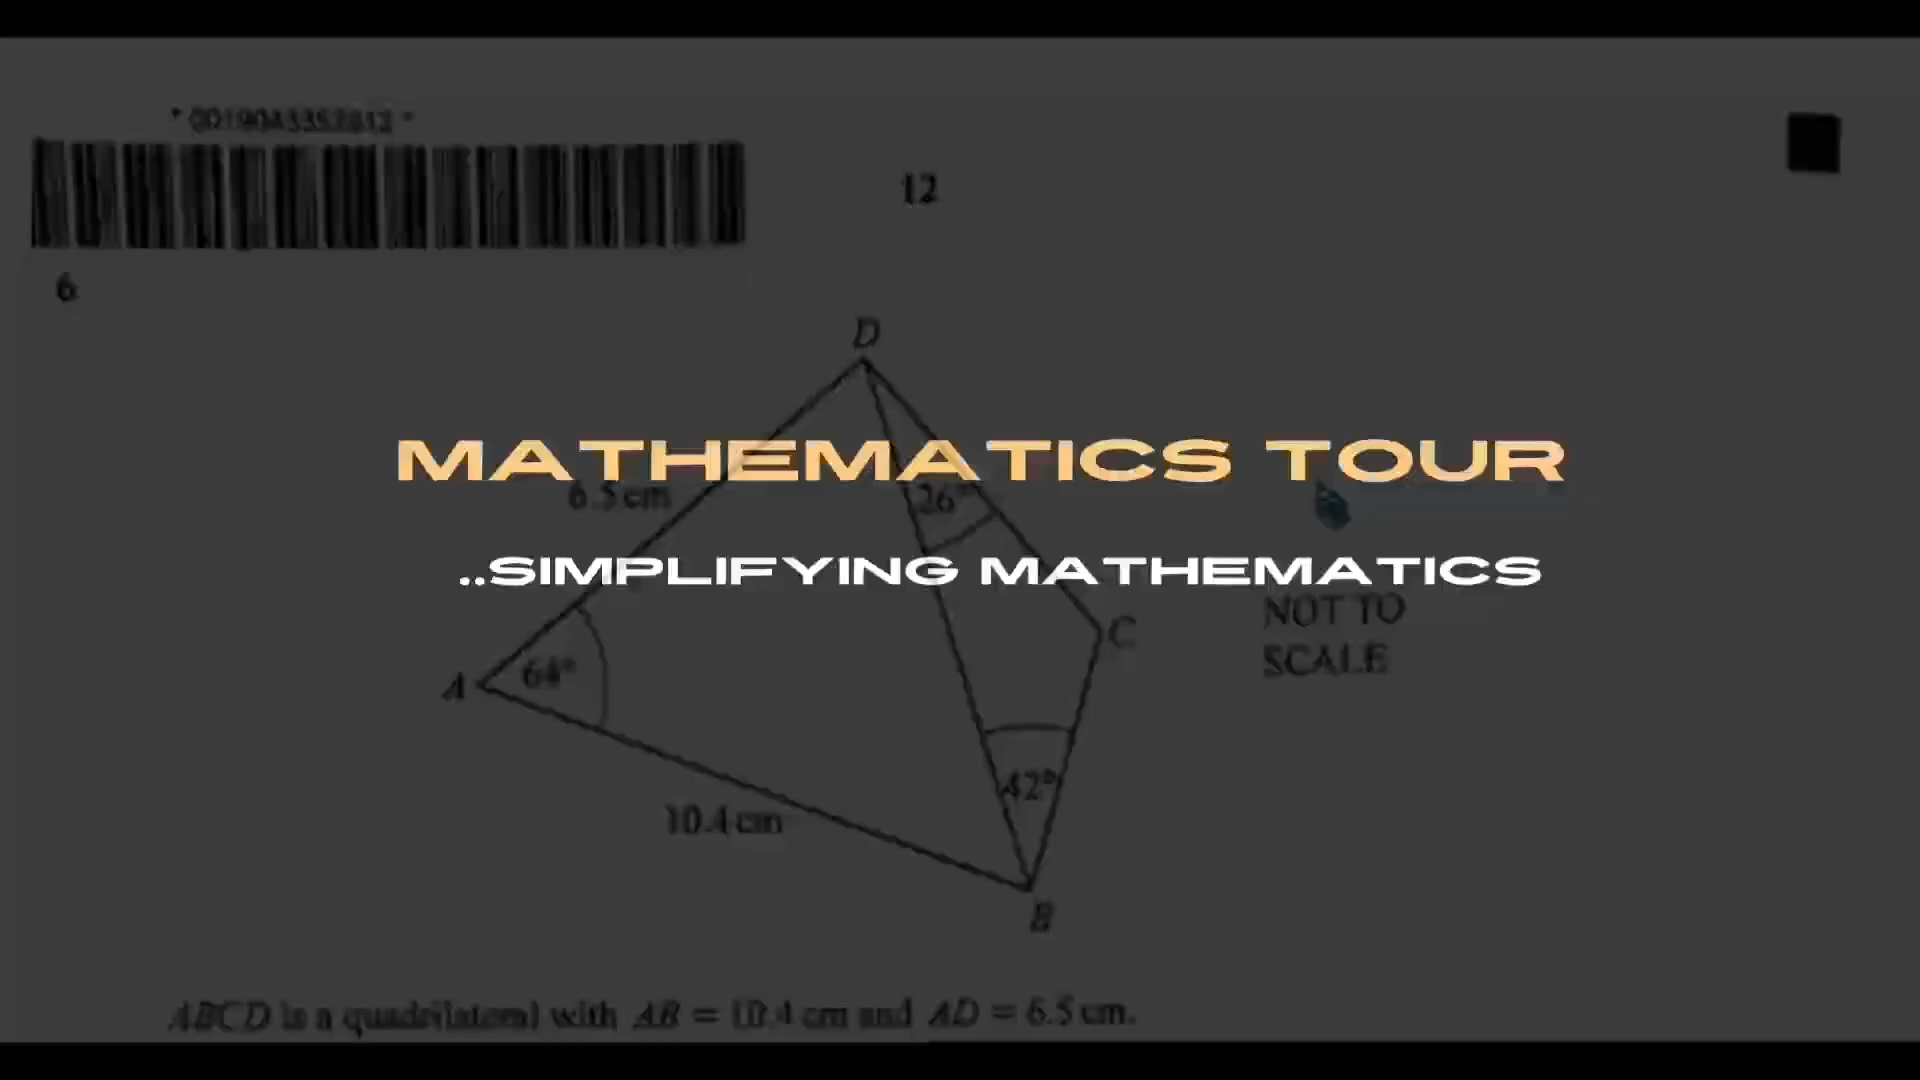 12
6
D
MATHEMATICS TOUR
6.5 cm
26°
..SIMPLIFYING MATHEMATICS
NOT TO
SCALE
C
A
64°
42°
10.4 cm
B
ABCD is a quadrilateral with AB = 10.4 cm and AD = 6.5 cm.